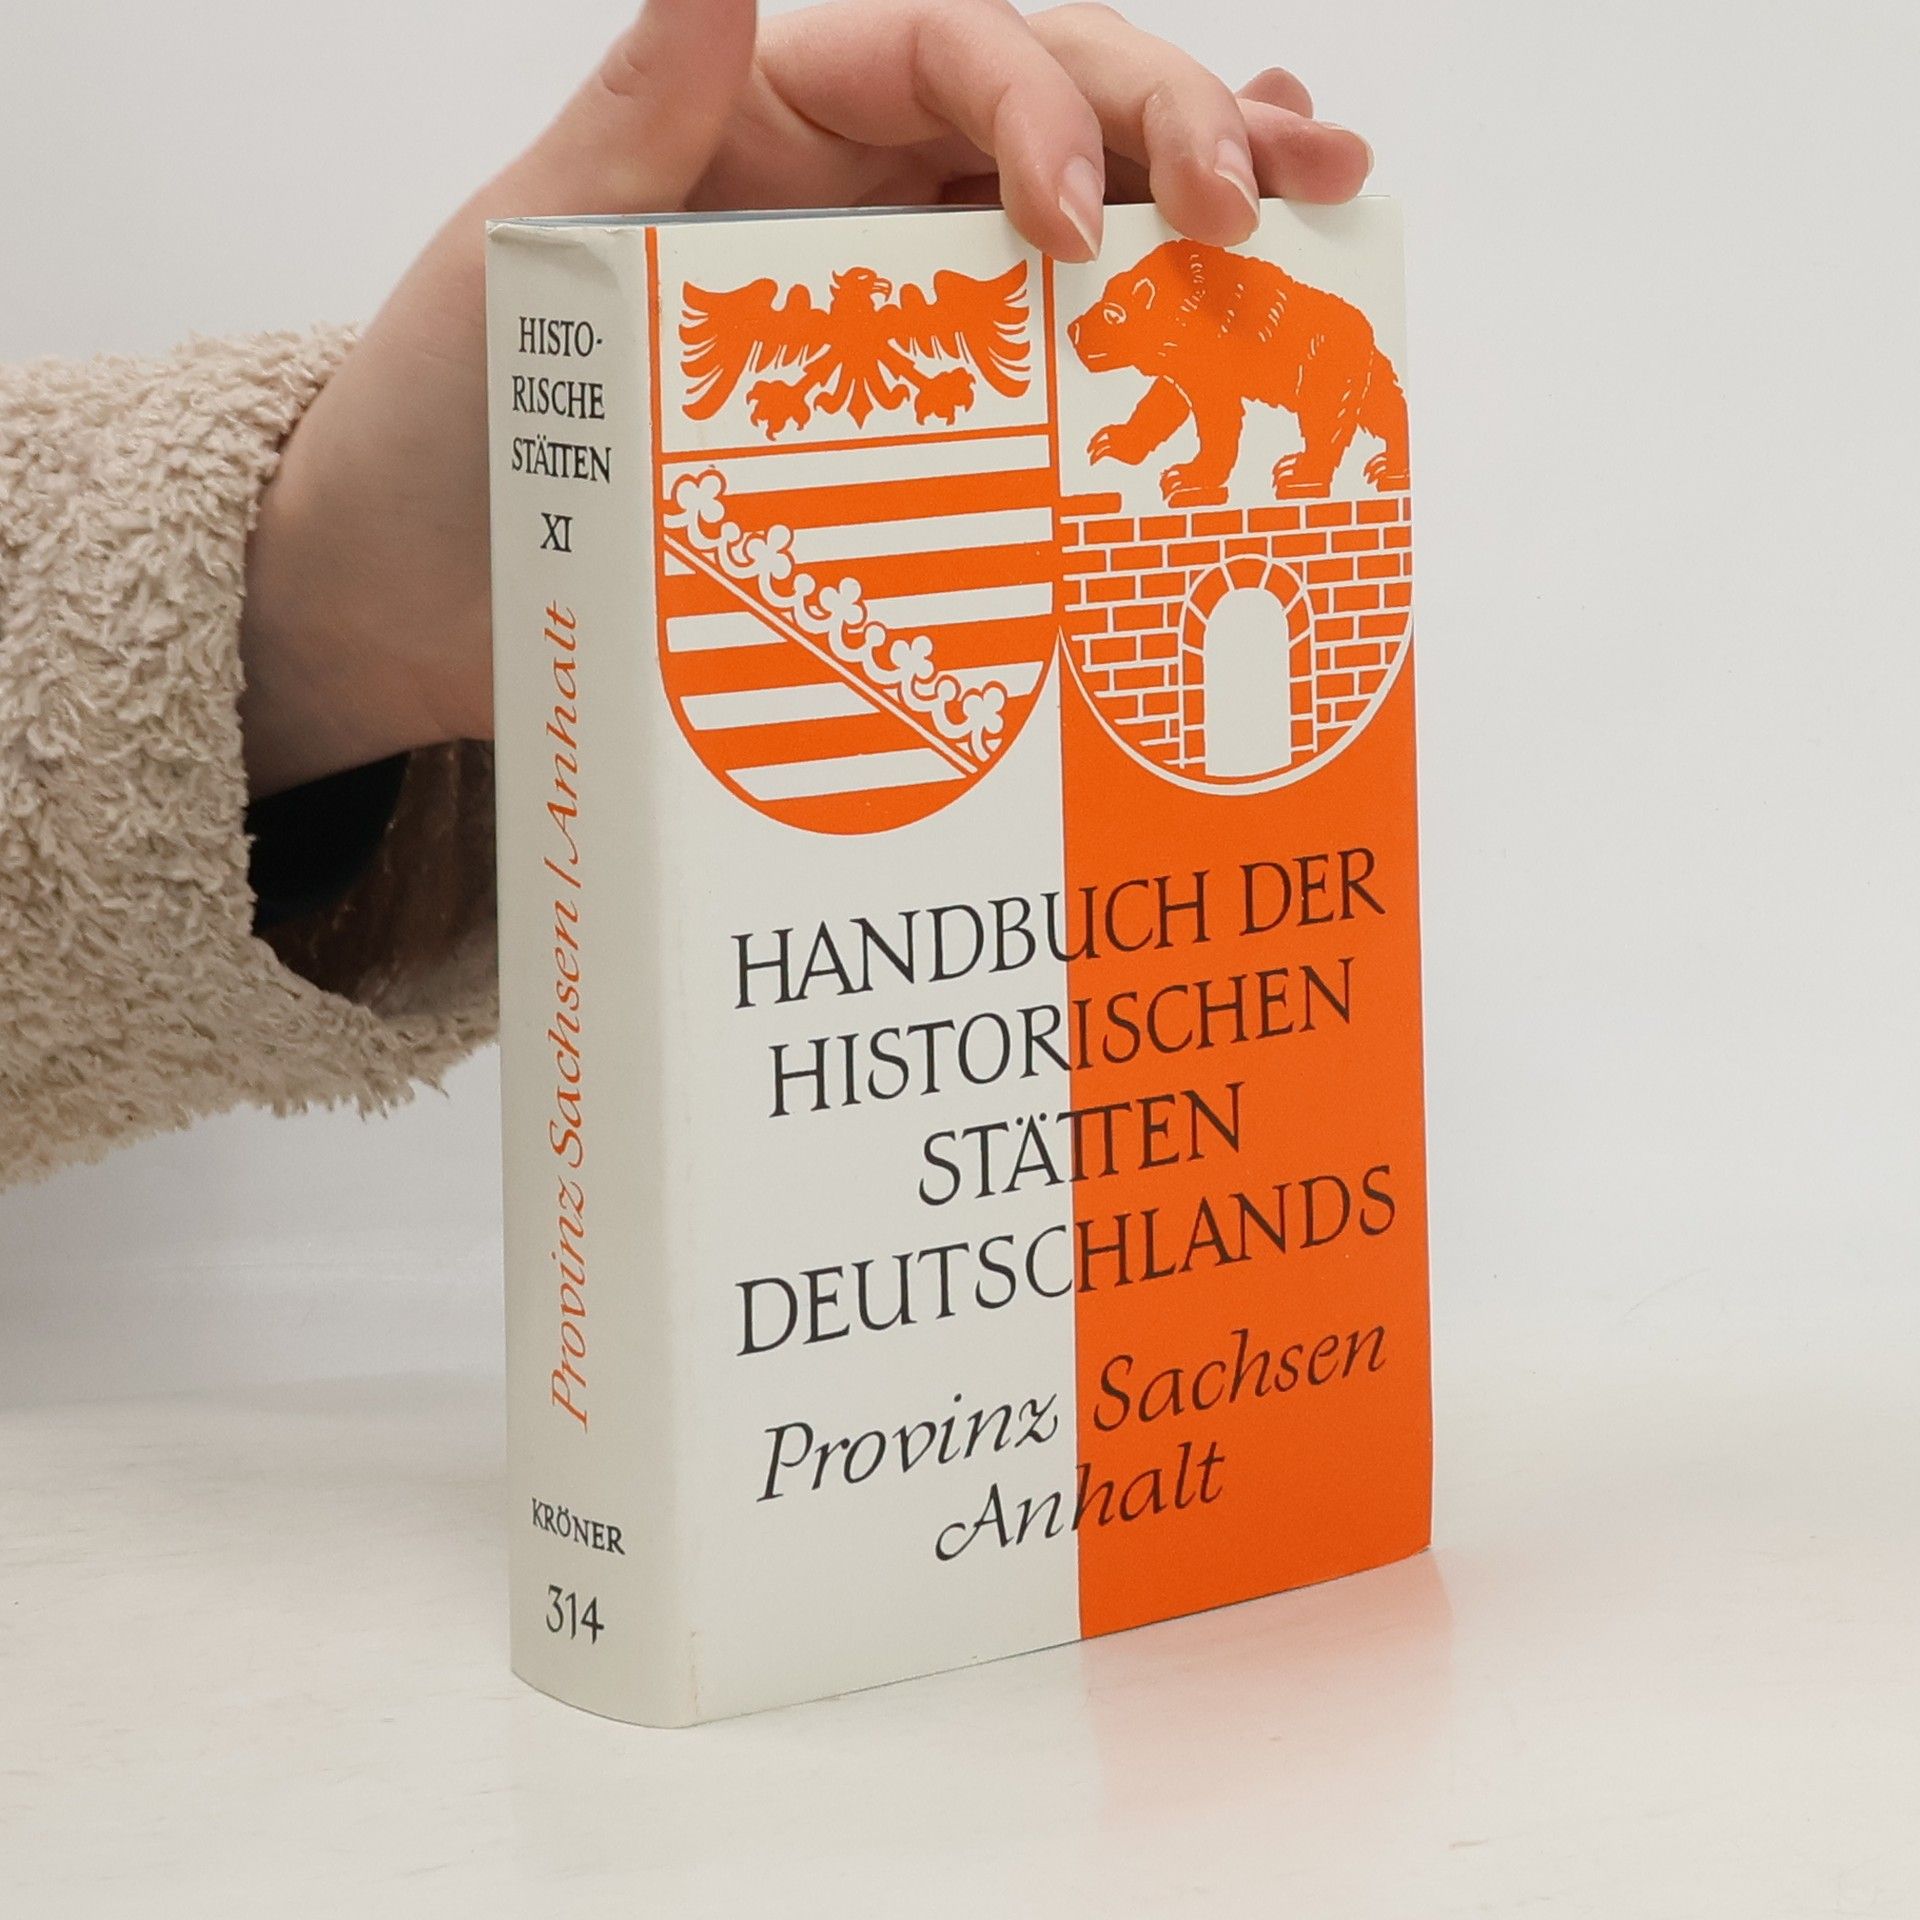 HISTO-
RISCHE
STÄTTEN
XI
Provinz Sachsen/Anhalt
KRÖNER
314
HANDBUCH DER
HISTORISCHEN
STÄTTEN
DEUTSCHLANDS
Provinz Sachsen
Anhalt